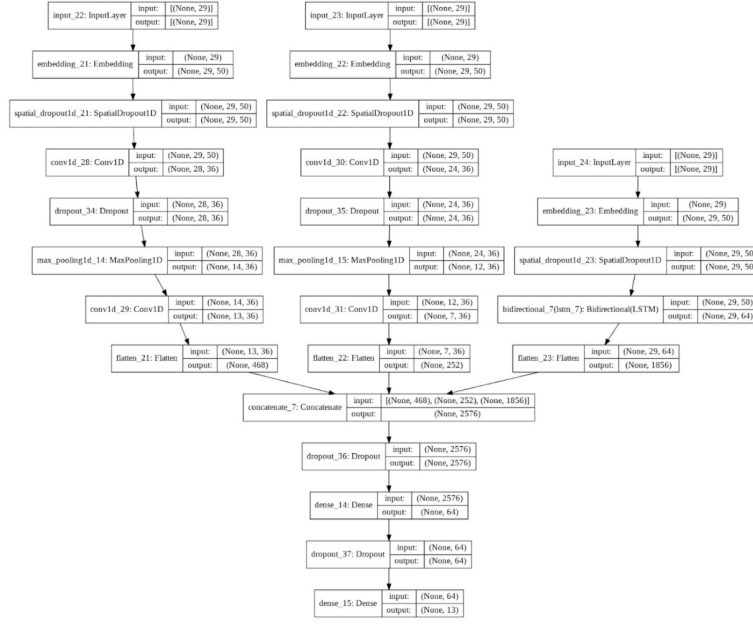 input_22: InputLayer input: [(None, 29)]
output: [(None, 29)]
input_23: InputLayer input: [(None, 29)]
output: [(None, 29)]
embedding_21: Embedding input: (None, 29)
output: (None, 29, 50)
embedding_22: Embedding input: (None, 29)
output: (None, 29, 50)
spatial_dropout1d_21: SpatialDropout1D input: (None, 29, 50)
output: (None, 29, 50)
spatial_dropout1d_22: SpatialDropout1D input: (None, 29, 50)
output: (None, 29, 50)
conv1d_28: Conv1D input: (None, 29, 50)
output: (None, 28, 36)
conv1d_30: Conv1D input: (None, 29, 50)
output: (None, 24, 36)
input_24: InputLayer input: [(None, 29)]
output: [(None, 29)]
dropout_34: Dropout input: (None, 28, 36)
output: (None, 28, 36)
dropout_35: Dropout input: (None, 24, 36)
output: (None, 24, 36)
embedding_23: Embedding input: (None, 29)
output: (None, 29, 50)
max_pooling1d_14: MaxPooling1D input: (None, 28, 36)
output: (None, 14, 36)
max_pooling1d_15: MaxPooling1D input: (None, 24, 36)
output: (None, 12, 36)
spatial_dropout1d_23: SpatialDropout1D input: (None, 29, 50)
output: (None, 29, 50)
conv1d_29: Conv1D input: (None, 14, 36)
output: (None, 13, 36)
conv1d_31: Conv1D input: (None, 12, 36)
output: (None, 7, 36)
bidirectional_7(lstm_7): Bidirectional(LSTM) input: (None, 29, 50)
output: (None, 29, 64)
flatten_21: Flatten input: (None, 13, 36)
output: (None, 468)
flatten_22: Flatten input: (None, 7, 36)
output: (None, 252)
flatten_23: Flatten input: (None, 29, 64)
output: (None, 1856)
concatenate_7: Concatenate input: [(None, 468), (None, 252), (None, 1856)]
output: (None, 2576)
dropout_36: Dropout input: (None, 2576)
output: (None, 2576)
dense_14: Dense input: (None, 2576)
output: (None, 64)
dropout_37: Dropout input: (None, 64)
output: (None, 64)
dense_15: Dense input: (None, 64)
output: (None, 13)